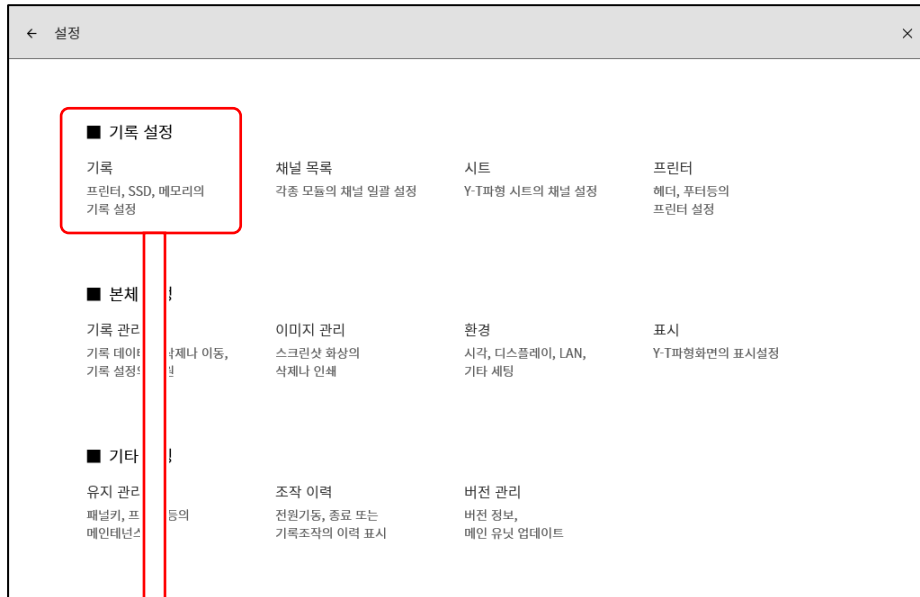 ← 설정 ×
■ 기록 설정
기록 채널 목록 시트 프린터
프린터, SSD, 메모리의 각종 모듈의 채널 일괄 설정 Y-T파형 시트의 채널 설정 헤더, 푸터등의
기록 설정 프린터 설정
■ 본체
기록 관리 이미지 관리 환경 표시
기록 데이 삭제나 이동, 스크린샷 화상의 시각, 디스플레이, LAN, Y-T파형화면의 표시설정
기록 설정 삭제나 인쇄 기타 세팅
■ 기타
유지 관리 조작 이력 버전 관리
패널키, 프 등의 전원기동, 종료 또는 버전 정보,
메인테넌스 기록조작의 이력 표시 메인 유닛 업데이트